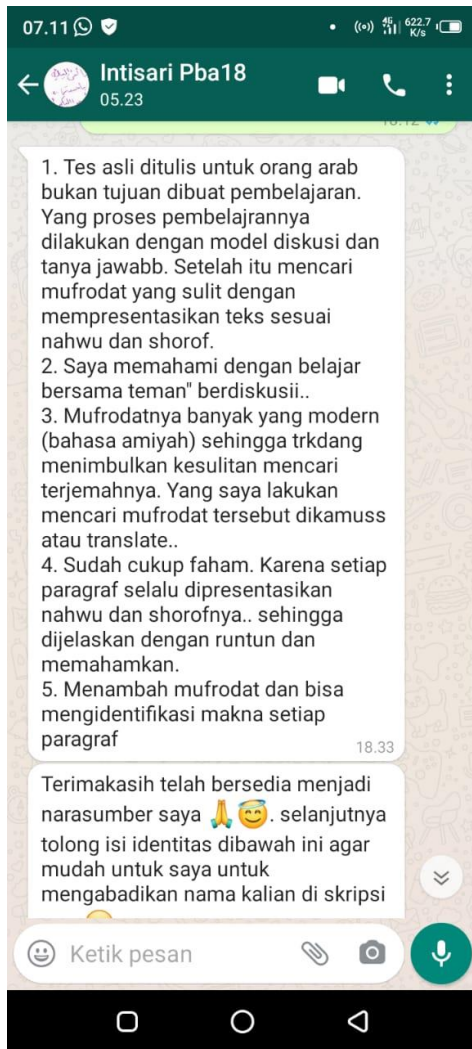 07.11
622.7
K/s
Intisari Pba18
05.23
1. Tes asli ditulis untuk orang arab
bukan tujuan dibuat pembelajaran.
Yang proses pembelajrannya
dilakukan dengan model diskusi dan
tanya jawabb. Setelah itu mencari
mufrodat yang sulit dengan
mempresentasikan teks sesuai
nahwu dan shorof.
2. Saya memahami dengan belajar
bersama teman" berdiskusii..
3. Mufrodatnya banyak yang modern
(bahasa amiyah) sehingga trkdang
menimbulkan kesulitan mencari
terjemahnya. Yang saya lakukan
mencari mufrodat tersebut dikamuss
atau translate..
4. Sudah cukup faham. Karena setiap
paragraf selalu dipresentasikan
nahwu dan shorofnya.. sehingga
dijelaskan dengan runtun dan
memahamkan.
5. Menambah mufrodat dan bisa
mengidentifikasi makna setiap
paragraf
18.33
Terimakasih telah bersedia menjadi
narasumber saya 🙏😇. selanjutnya
tolong isi identitas dibawah ini agar
mudah untuk saya untuk
mengabadikan nama kalian di skripsi
Ketik pesan